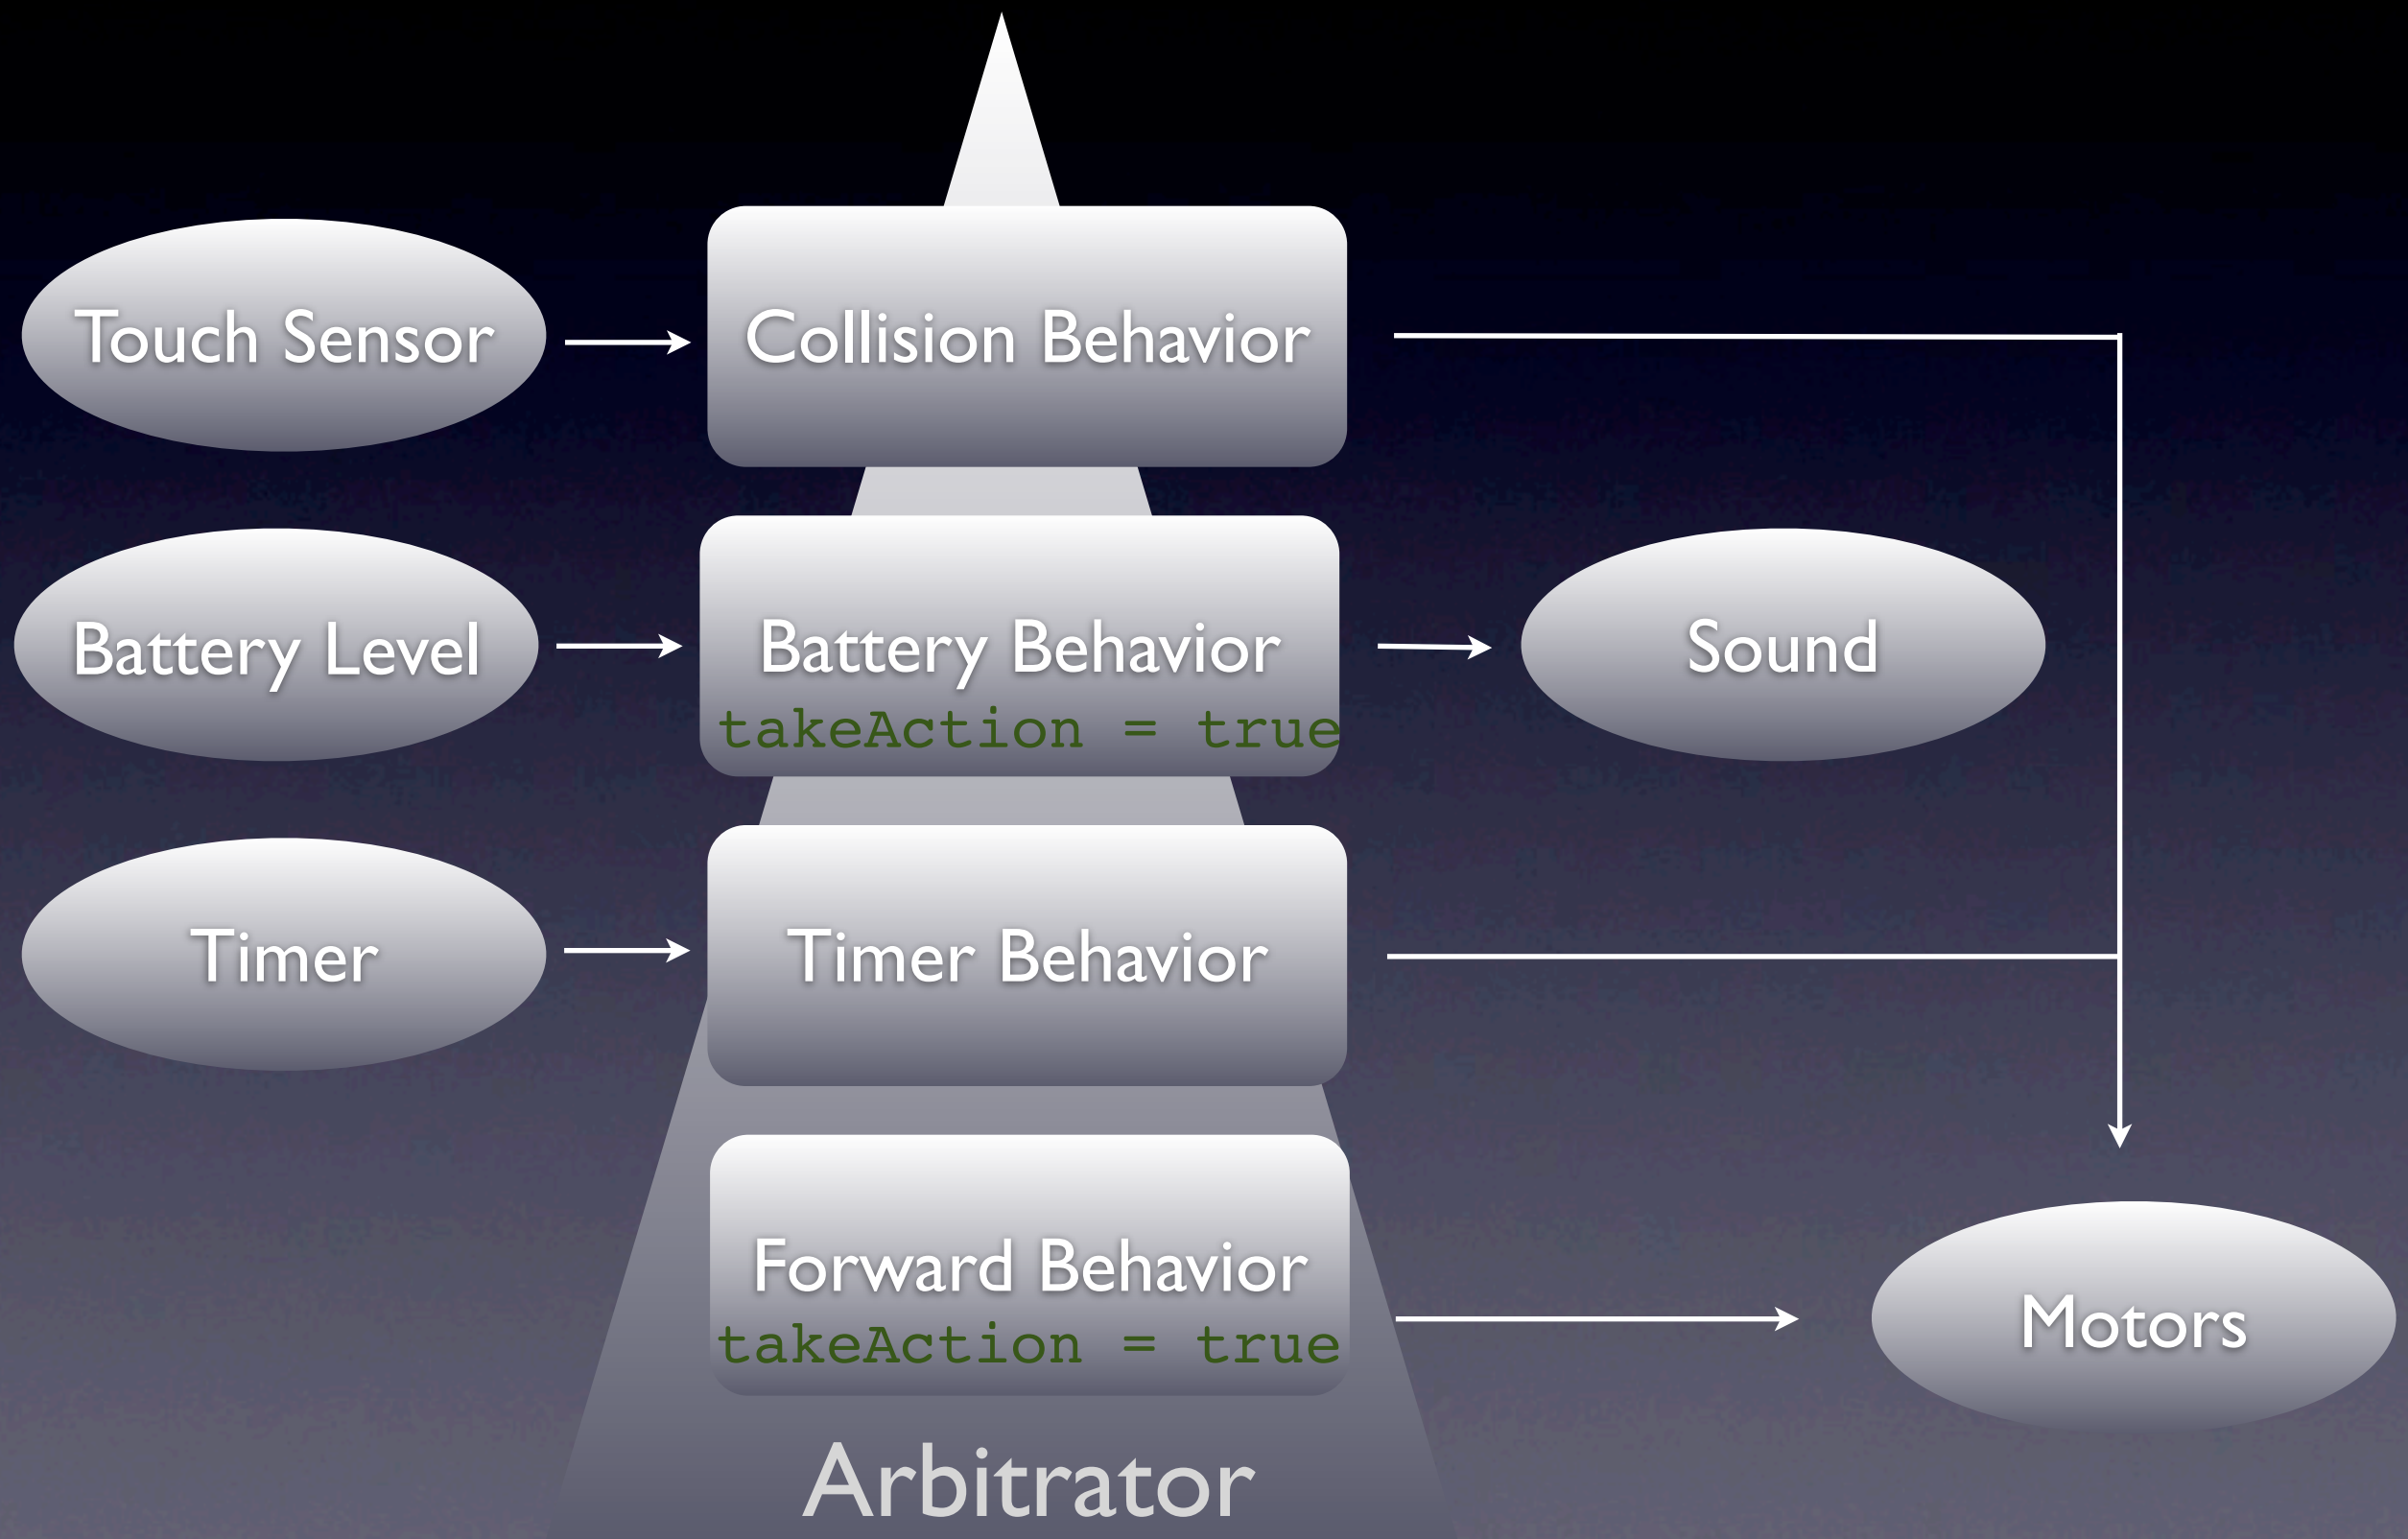 Touch Sensor
Collision Behavior
Battery Level
Battery Behavior
takeAction = true
Sound
Timer
Timer Behavior
Forward Behavior
takeAction = true
Motors
Arbitrator